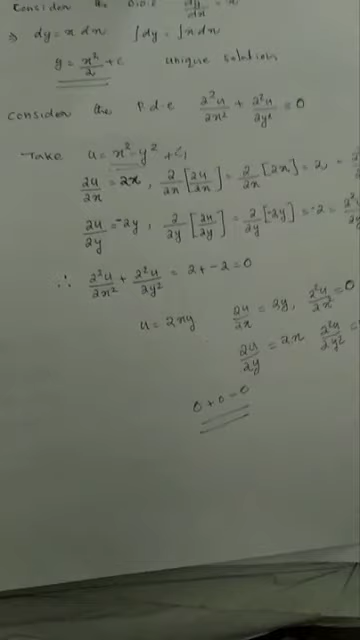 Consider the O.D.E dy/dx = x
⇒ dy = x dx ∫dy = ∫x dx
y = x²/2 + c unique solution
Consider the P.d.e ∂²u/∂x² + ∂²u/∂y² = 0
Take u = x² - y² + c₁
∂u/∂x = 2x, ∂/∂x [∂u/∂x] = ∂/∂x [2x] = 2 =
∂u/∂y = -2y, ∂/∂y [∂u/∂y] = ∂/∂y [-2y] = -2 =
∴ ∂²u/∂x² + ∂²u/∂y² = 2 + -2 = 0
u = 2xy ∂u/∂x = 2y, ∂²u/∂x² = 0
∂u/∂y = 2x ∂²u/∂y² =
0 + 0 = 0